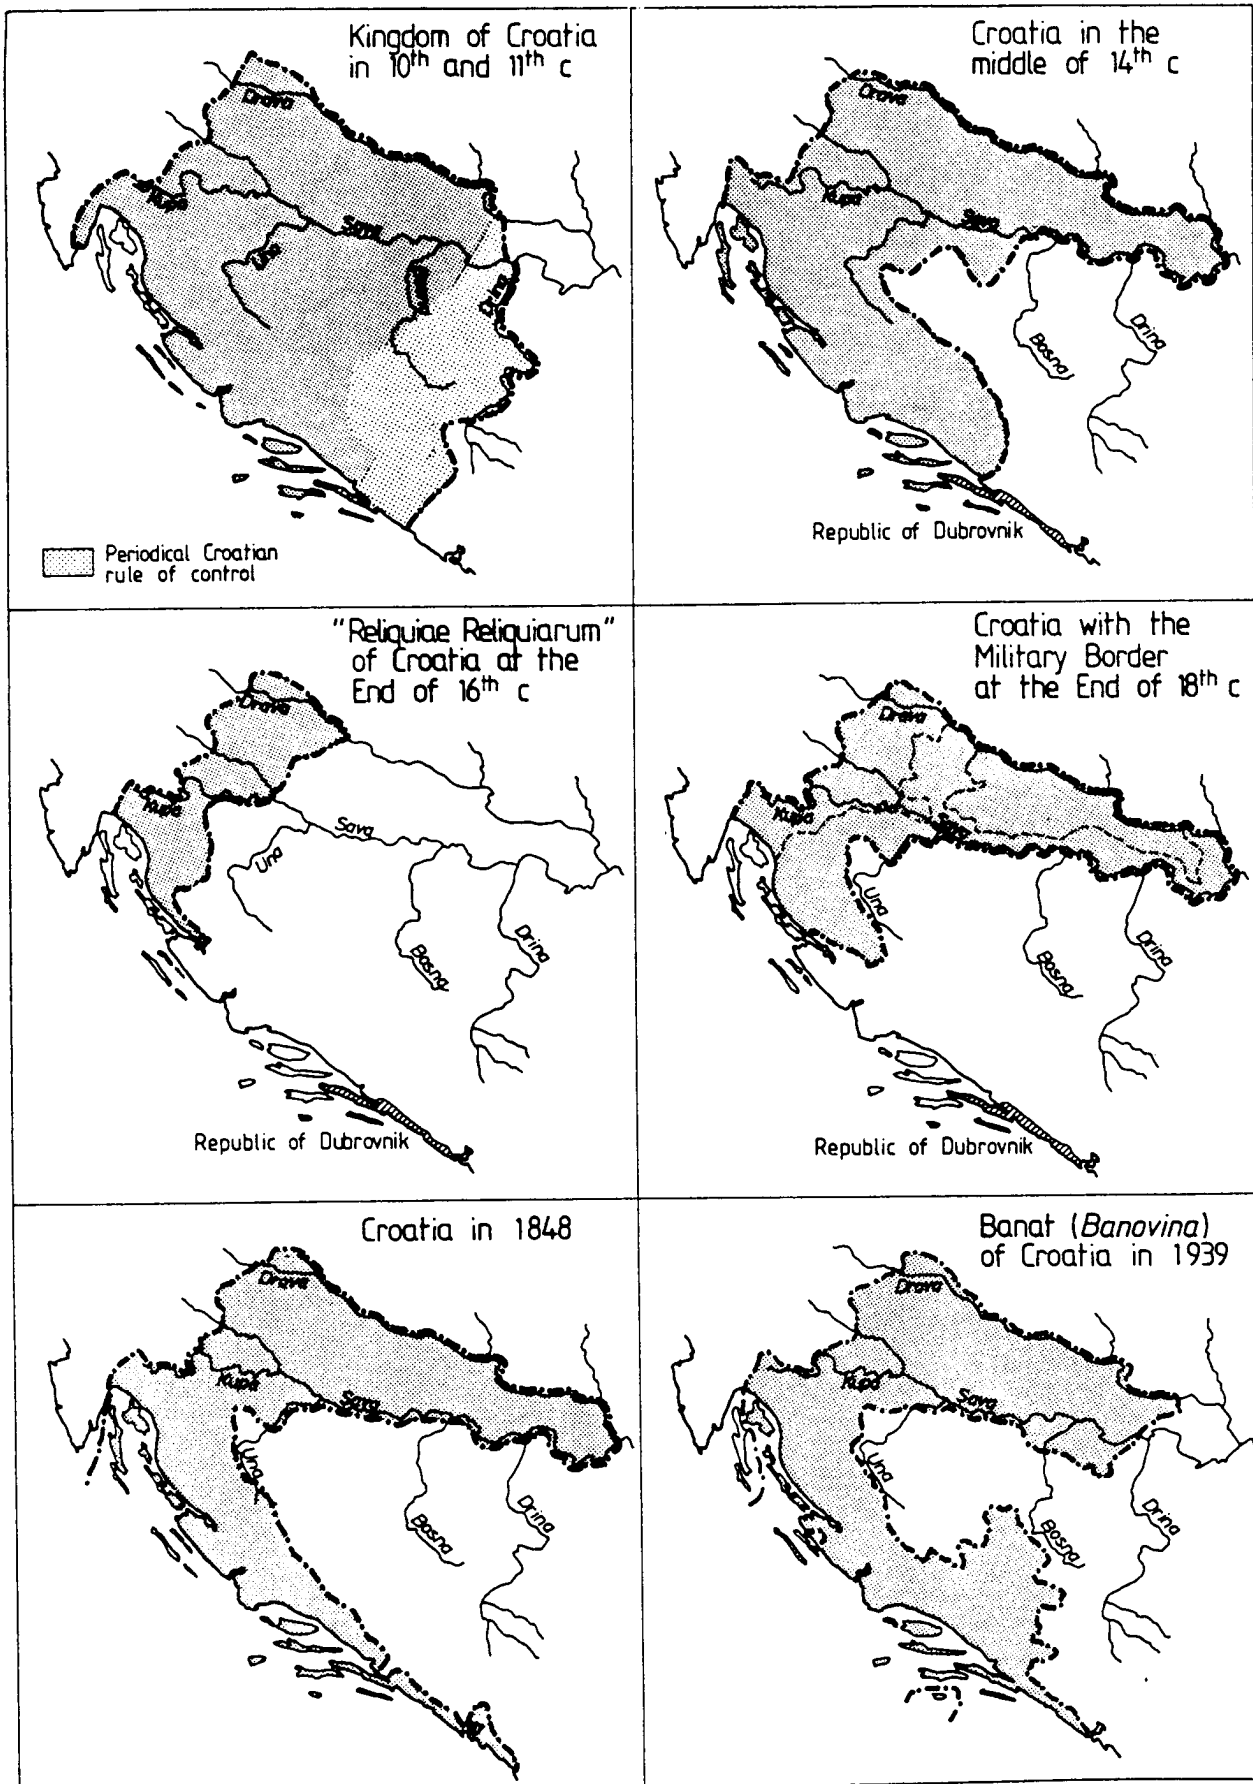 Kingdom of Croatia
in 10th and 11th c
Drava
Kupa
Sava
Una
Drina
Periodical Croatian
rule of control
Croatia in the
middle of 14th c
Drava
Kupa
Sava
Bosna
Drina
Republic of Dubrovnik
"Reliquiae Reliquiarum"
of Croatia at the
End of 16th c
Drava
Kupa
Sava
Una
Bosna
Drina
Republic of Dubrovnik
Croatia with the
Military Border
at the End of 18th c
Drava
Kupa
Sava
Una
Bosna
Drina
Republic of Dubrovnik
Croatia in 1848
Drava
Kupa
Sava
Una
Bosna
Drina
Banat (Banovina)
of Croatia in 1939
Drava
Kupa
Sava
Una
Bosna
Drina